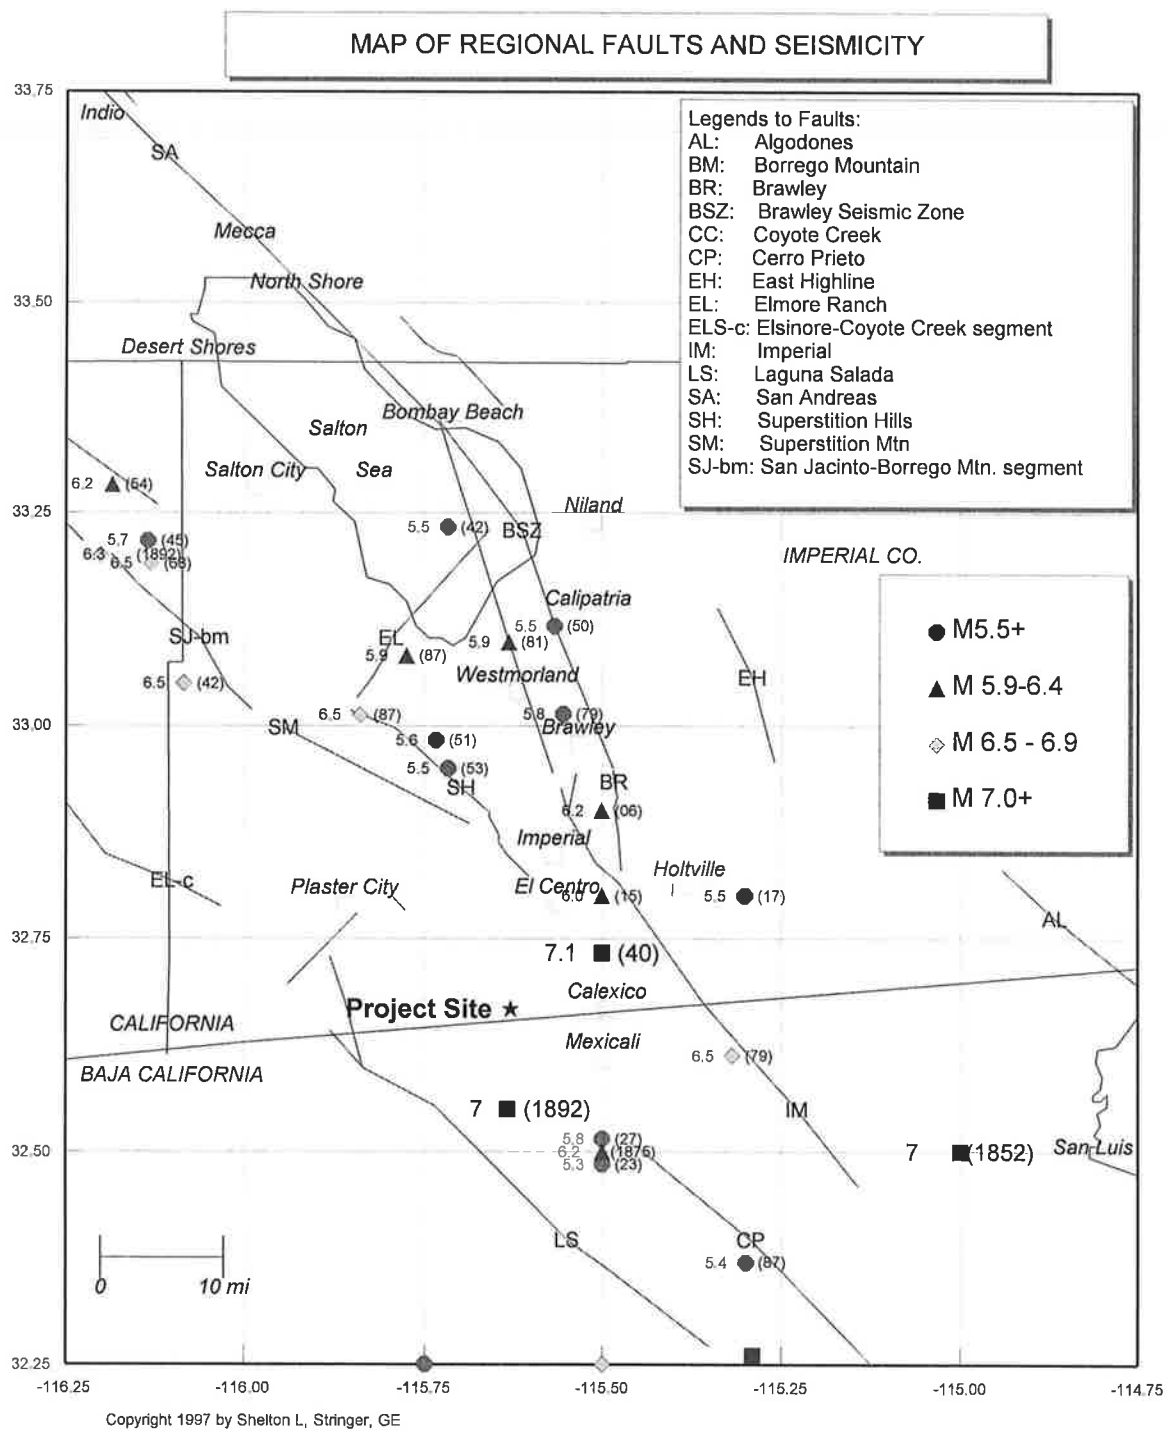 MAP OF REGIONAL FAULTS AND SEISMICITY
33,75
Indio
SA
Mecca
North Shore
33.50
Desert Shores
Bombay Beach
Salton
Salton City
Sea
6.2 (54)
Niland
33.25
5.5 (42)
BSZ
5.7 (45)
6.3 (1892)
6.5 (68)
IMPERIAL CO.
Calipatria
5.5 (50)
SJ-bm
EL
5.9 (81)
5.9 (87)
Westmorland
EH
6.5 (42)
6.5 (87)
5.8 (79)
33,00
SM
Brawley
5.6 (51)
5.5 (53)
SH
BR
6.2 (06)
Imperial
Holtville
EL-c
Plaster City
El Centro
6.0 (15)
5.5 (17)
AL
32.75
7.1 (40)
Calexico
Project Site
CALIFORNIA
Mexicali
6.5 (79)
BAJA CALIFORNIA
7 (1892)
IM
5.8 (27)
32.50
6.2 (1875)
5.3 (23)
7 (1852)
San Luis
LS
CP
5.4 (87)
0 10 mi
32.25
-116.25 -116.00 -115.75 -115.50 -115.25 -115.00 -114.75
Copyright 1997 by Shelton L, Stringer, GE
Legends to Faults:
AL: Algodones
BM: Borrego Mountain
BR: Brawley
BSZ: Brawley Seismic Zone
CC: Coyote Creek
CP: Cerro Prieto
EH: East Highline
EL: Elmore Ranch
ELS-c: Elsinore-Coyote Creek segment
IM: Imperial
LS: Laguna Salada
SA: San Andreas
SH: Superstition Hills
SM: Superstition Mtn
SJ-bm: San Jacinto-Borrego Mtn. segment
M5.5+
M 5.9-6.4
M 6.5 - 6.9
M 7.0+